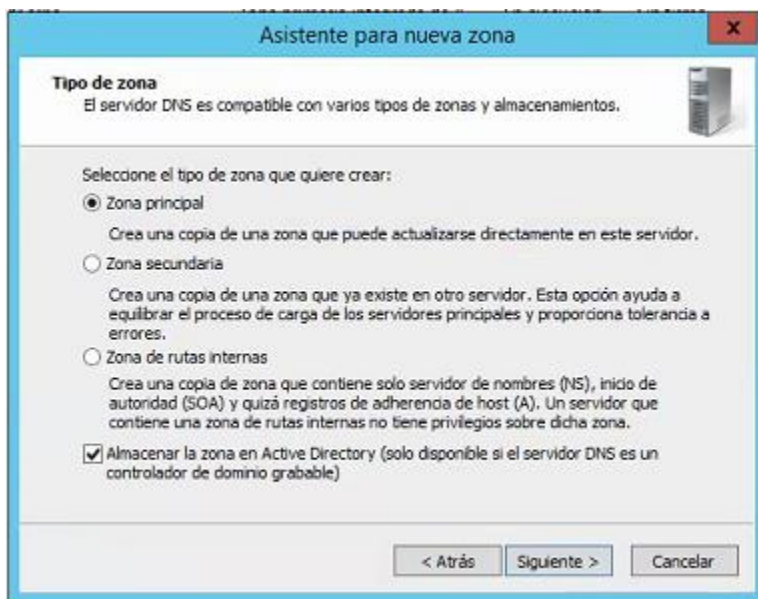 Asistente para nueva zona
x
Tipo de zona
El servidor DNS es compatible con varios tipos de zonas y almacenamientos.
Seleccione el tipo de zona que quiere crear:
Zona principal
Crea una copia de una zona que puede actualizarse directamente en este servidor.
Zona secundaria
Crea una copia de una zona que ya existe en otro servidor. Esta opción ayuda a
equilibrar el proceso de carga de los servidores principales y proporciona tolerancia a
errores.
Zona de rutas internas
Crea una copia de zona que contiene solo servidor de nombres (NS), inicio de
autoridad (SOA) y quizá registros de adherencia de host (A). Un servidor que
contiene una zona de rutas internas no tiene privilegios sobre dicha zona.
Almacenar la zona en Active Directory (solo disponible si el servidor DNS es un
controlador de dominio grabable)
< Atrás Siguiente > Cancelar